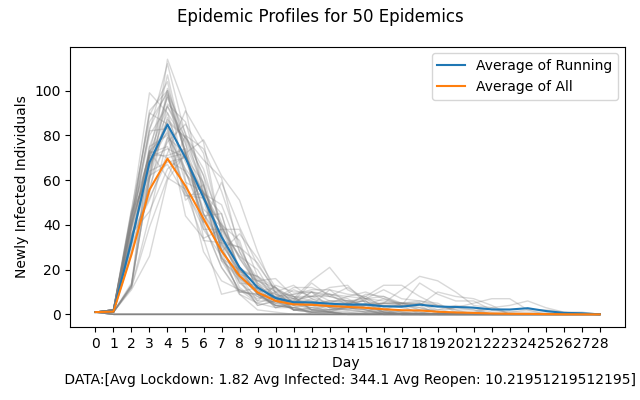 Epidemic Profiles for 50 Epidemics
Average of Running
Average of All
Newly Infected Individuals
100
80
60
40
20
0
0 1 2 3 4 5 6 7 8 9 10 11 12 13 14 15 16 17 18 19 20 21 22 23 24 25 26 27 28
Day
DATA:[Avg Lockdown: 1.82 Avg Infected: 344.1 Avg Reopen: 10.21951219512195]